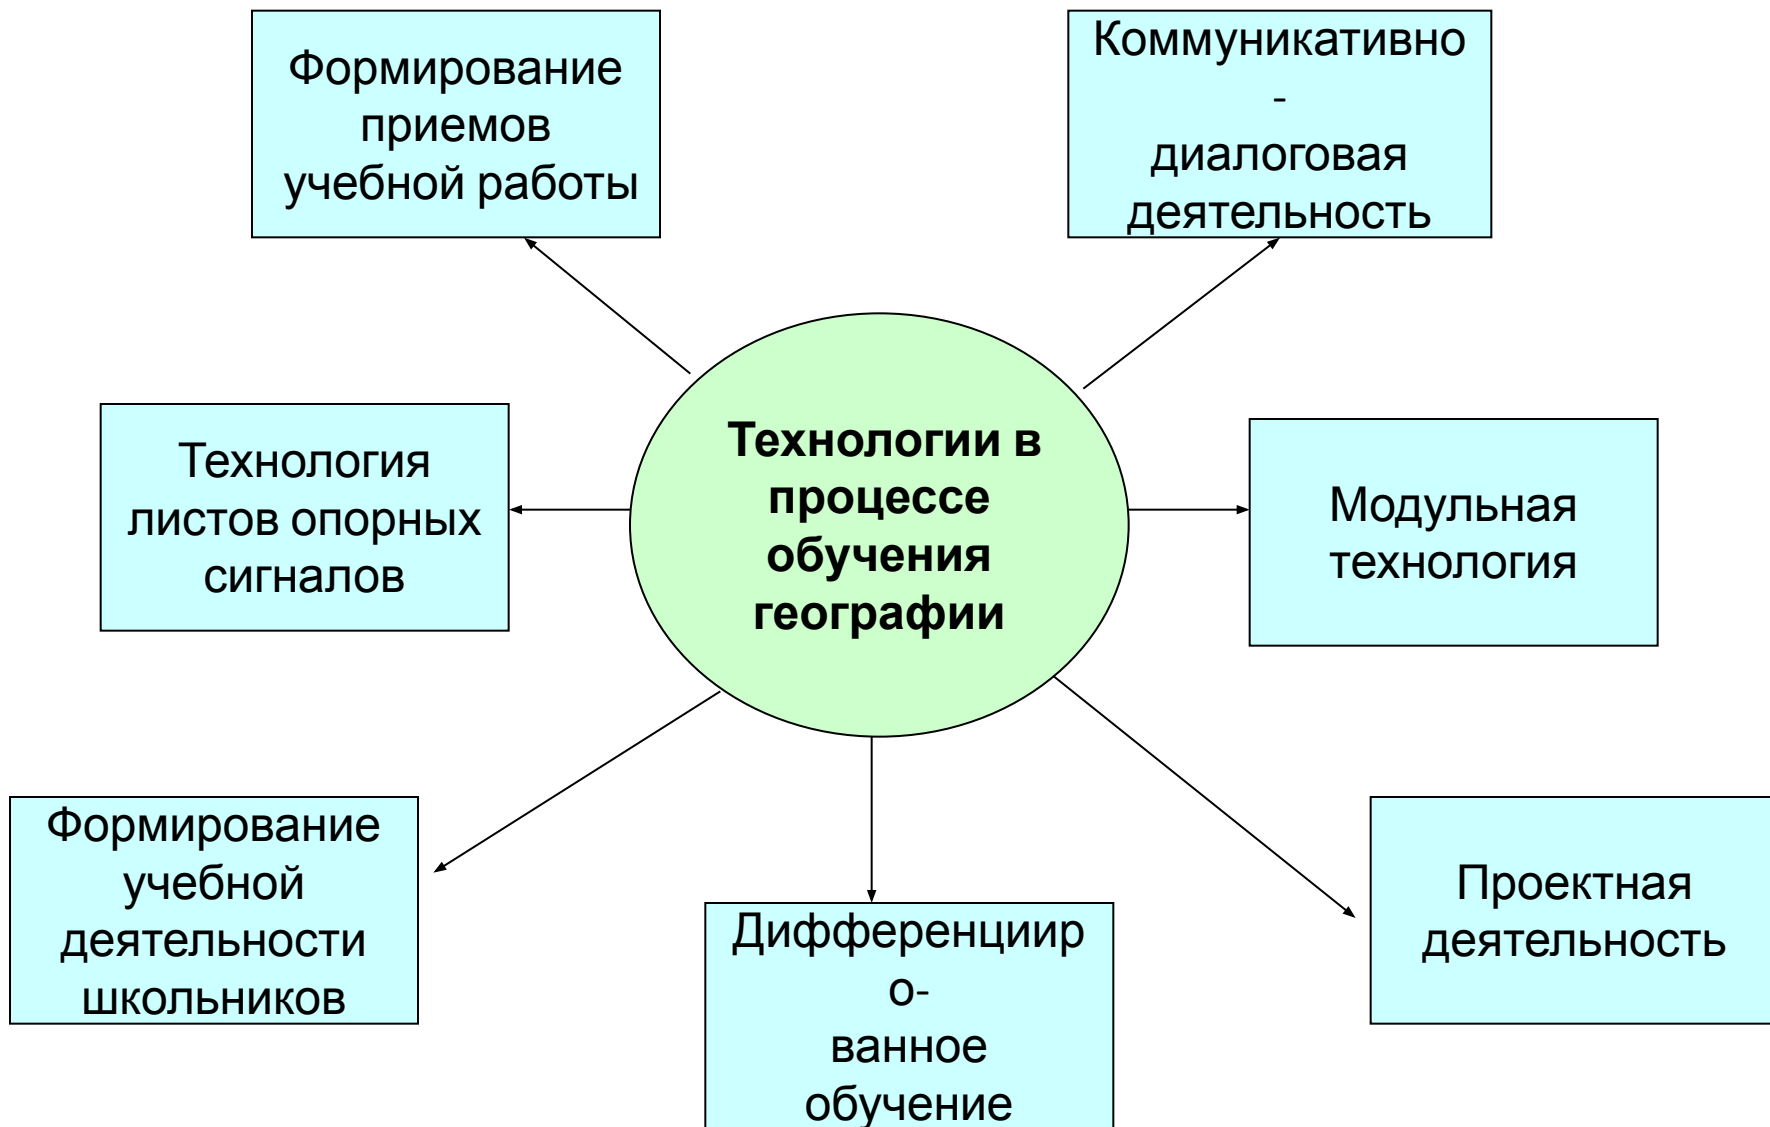 Формирование
приемов
учебной работы
Коммуникативно
-
диалоговая
деятельность
Технологии в
процессе
обучения
географии
Технология
листов опорных
сигналов
Модульная
технология
Формирование
учебной
деятельности
школьников
ДифференцииR
о-
ванное
обучение
Проектная
деятельность